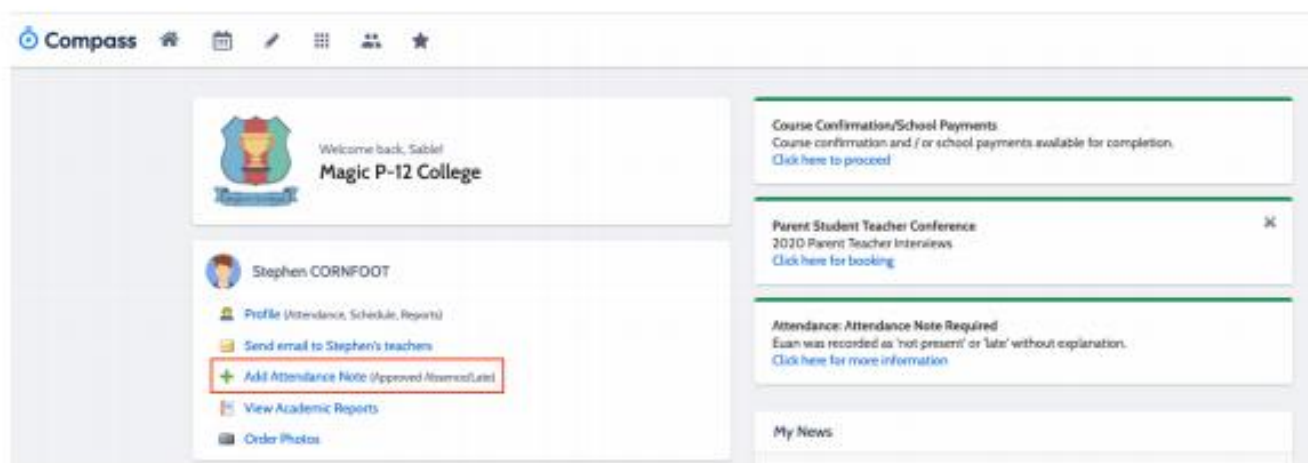 Compass
Welcome back, Sable!
Magic P-12 College
Stephen CORNFOOT
Profile (Attendance, Schedule, Reports)
Send email to Stephen's teachers
Add Attendance Note (Approved Absence/Late)
View Academic Reports
Order Photos
Course Confirmation/School Payments
Course confirmation and / or school payments available for completion.
Click here to proceed
Parent Student Teacher Conference
2020 Parent Teacher Interviews
Click here for booking
Attendance: Attendance Note Required
Euan was recorded as 'not present' or 'late' without explanation.
Click here for more information
My News